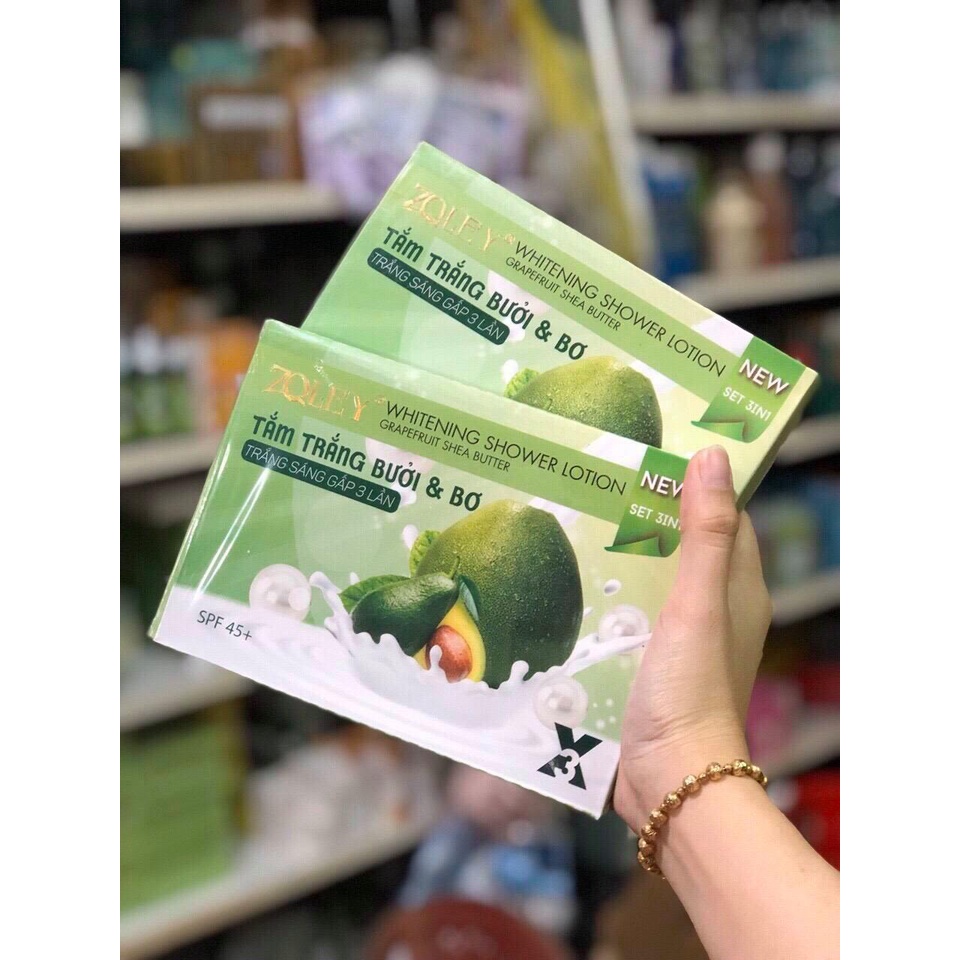 ZQLEY
WHITENING SHOWER LOTION
GRAPEFRUIT SHEA BUTTER
TẮM TRẮNG BƯỞI & BƠ
TRẮNG SÁNG GẤP 3 LẦN
NEW
SET 3IN1
ZQLEY
WHITENING SHOWER LOTION
GRAPEFRUIT SHEA BUTTER
TẮM TRẮNG BƯỞI & BƠ
TRẮNG SÁNG GẤP 3 LẦN
NEW
SET 3IN1
SPF 45+
X3